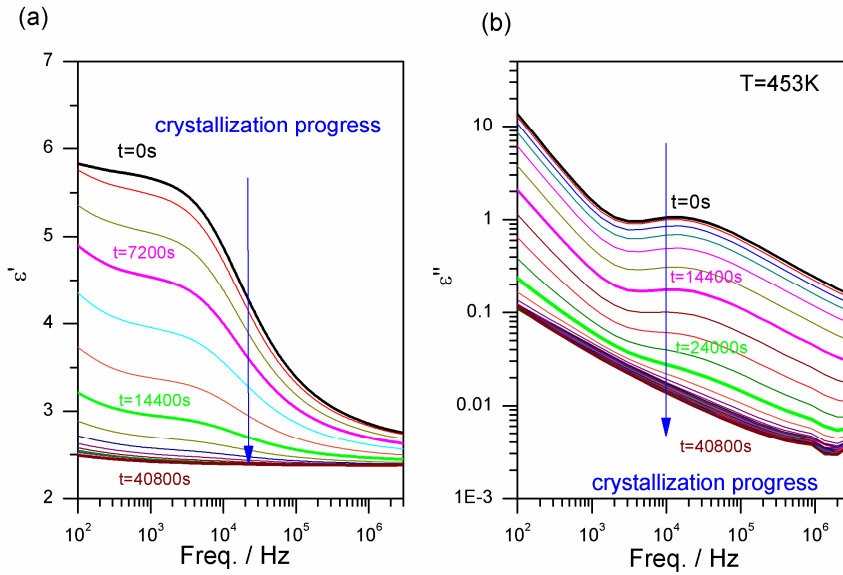 (a)
7
6
5
4
3
2
ε'
crystallization progress
t=0s
t=7200s
t=14400s
t=40800s
10² 10³ 10⁴ 10⁵ 10⁶
Freq. / Hz
(b)
10
1
0.1
0.01
1E-3
ε"
T=453K
t=0s
t=14400s
t=24000s
t=40800s
crystallization progress
10² 10³ 10⁴ 10⁵ 10⁶
Freq. / Hz